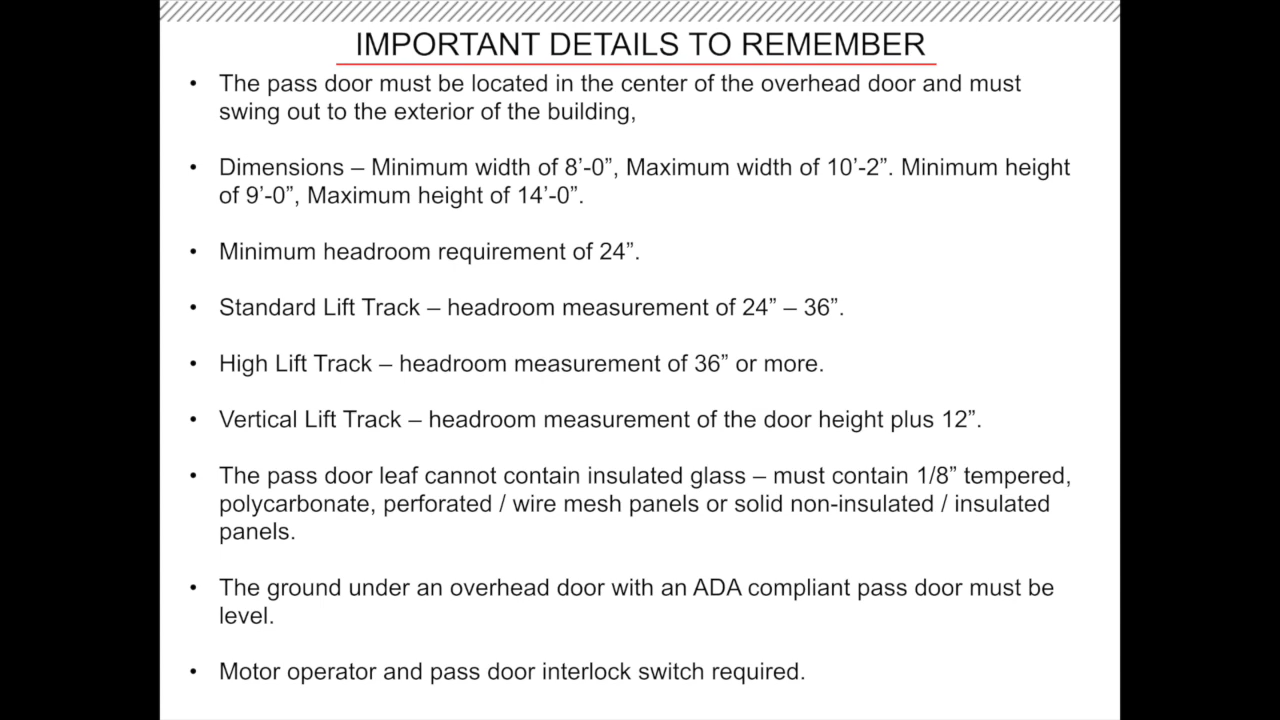 IMPORTANT DETAILS TO REMEMBER
• The pass door must be located in the center of the overhead door and must
swing out to the exterior of the building,
• Dimensions – Minimum width of 8’-0”, Maximum width of 10’-2”. Minimum height
of 9’-0”, Maximum height of 14’-0”.
• Minimum headroom requirement of 24”.
• Standard Lift Track – headroom measurement of 24” – 36”.
• High Lift Track – headroom measurement of 36” or more.
• Vertical Lift Track – headroom measurement of the door height plus 12”.
• The pass door leaf cannot contain insulated glass – must contain 1/8” tempered,
polycarbonate, perforated / wire mesh panels or solid non-insulated / insulated
panels.
• The ground under an overhead door with an ADA compliant pass door must be
level.
• Motor operator and pass door interlock switch required.